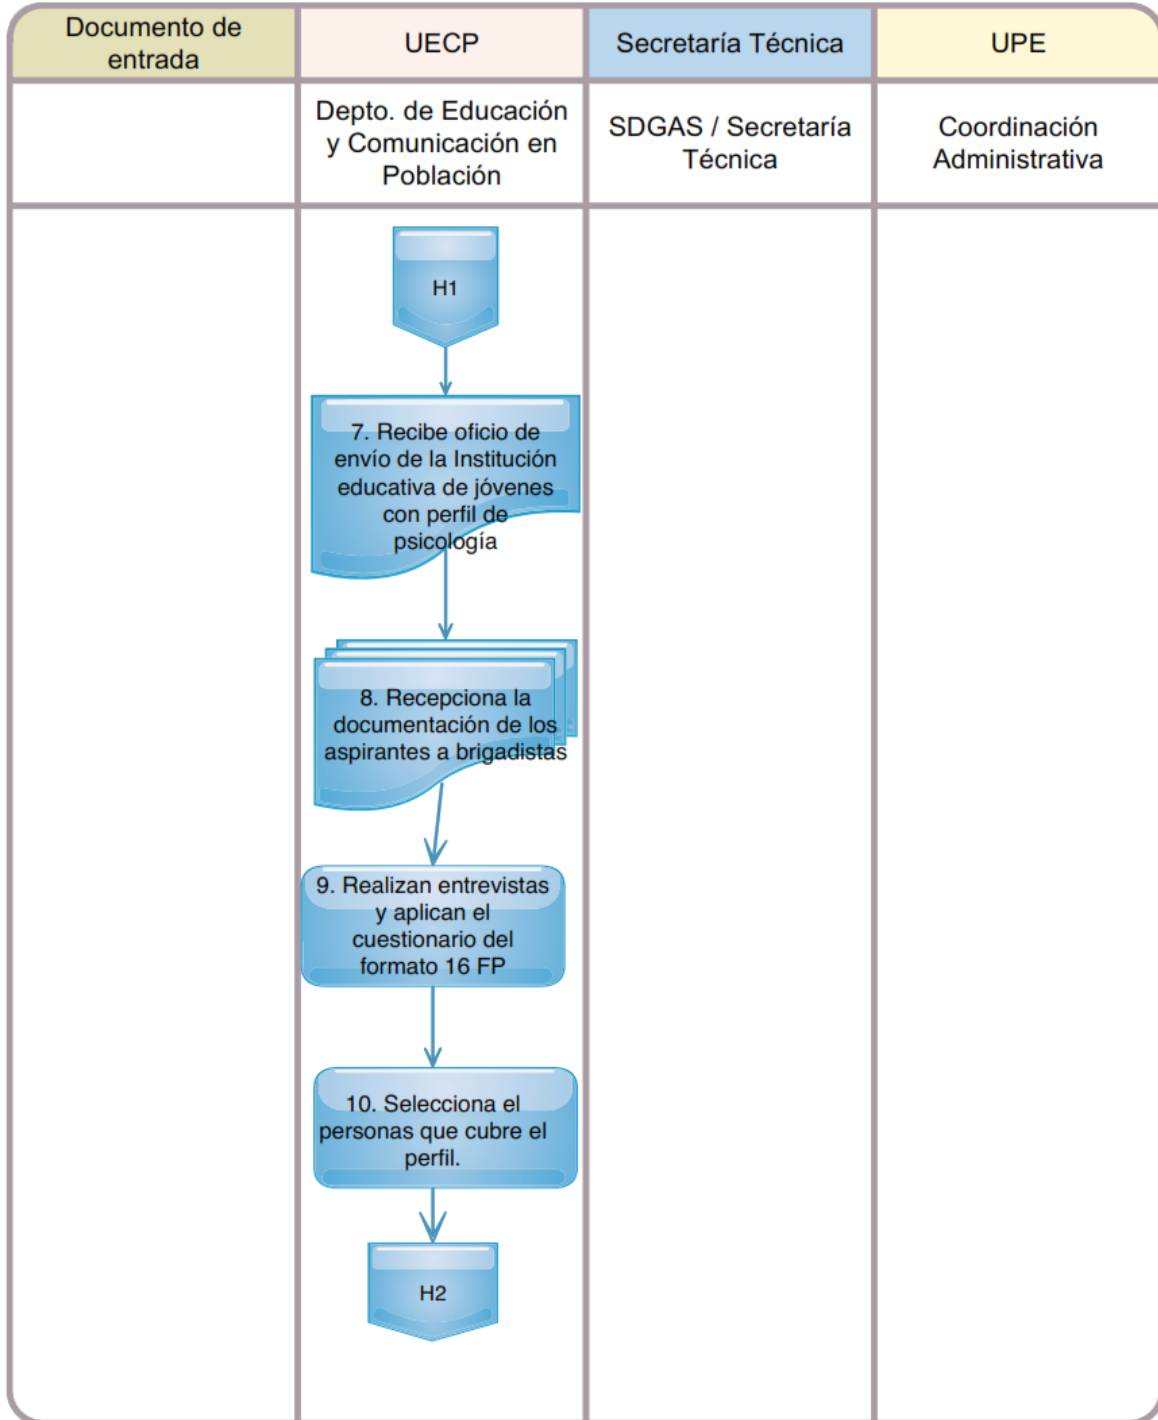 Documento de
entrada
UECP
Secretaría Técnica
UPE
Depto. de Educación
y Comunicación en
Población
SDGAS / Secretaría
Técnica
Coordinación
Administrativa
H1
7. Recibe oficio de
envío de la Institución
educativa de jóvenes
con perfil de
psicología
8. Recepciona la
documentación de los
aspirantes a brigadistas
9. Realizan entrevistas
y aplican el
cuestionario del
formato 16 FP
10. Selecciona el
personas que cubre el
perfil.
H2